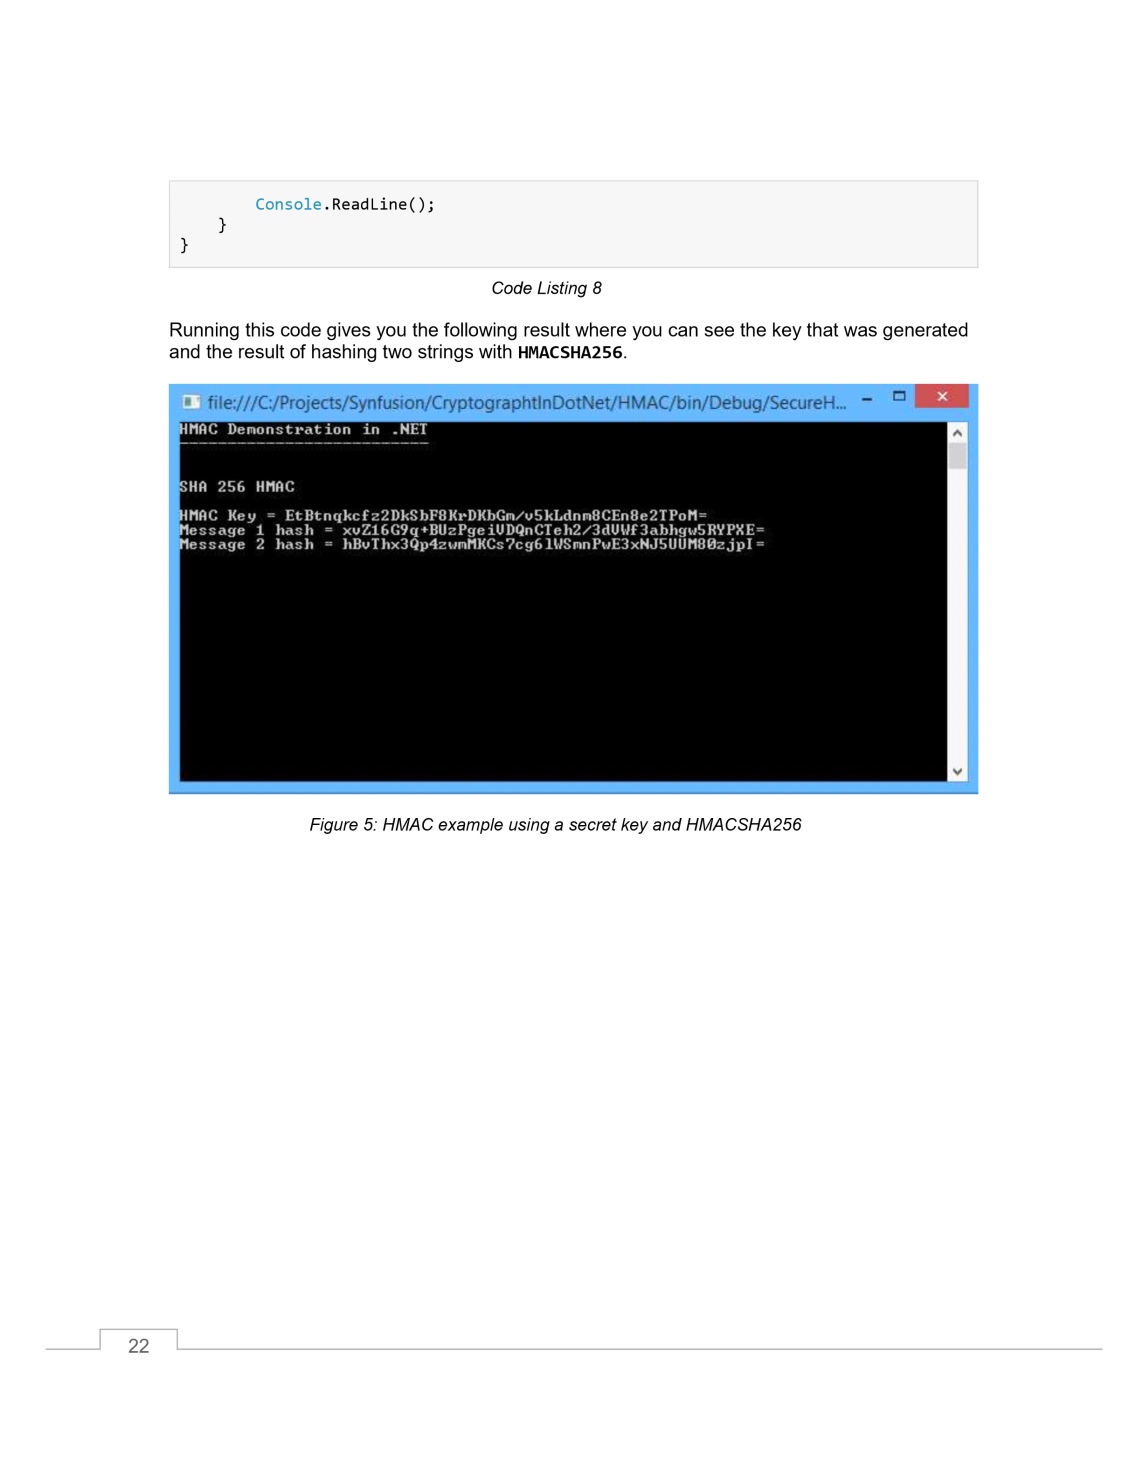 Console.ReadLine();
}
}
Code Listing 8
Running this code gives you the following result where you can see the key that was generated
and the result of hashing two strings with HMACSHA256.
file:///C:/Projects/Synfusion/CryptographtInDotNet/HMAC/bin/Debug/SecureH...
HMAC Demonstration in .NET
--------------------------
SHA 256 HMAC
HMAC Key = EtBtnqkcfz2DkSbF8KrDKbGm/v5kLdnm8CEn8e2TPoM=
Message 1 hash = xvZ16G9q+BUzPgeiVDQnCTeh2/3dVWf3abhgw5RYPXE=
Message 2 hash = hBvThx3Qp4zwmMKCs7cg61WSmnPwE3xNJ5UUM80zjpI=
Figure 5: HMAC example using a secret key and HMACSHA256
22